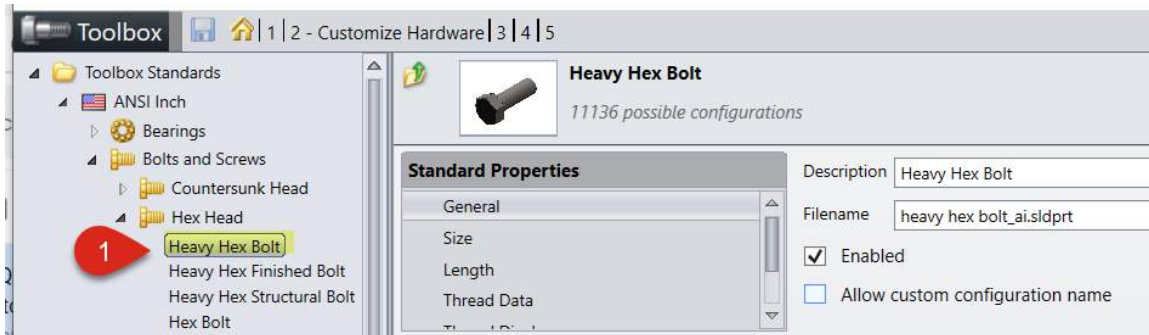 Toolbox 1 2 - Customize Hardware 3 4 5
Toolbox Standards
ANSI Inch
Bearings
Bolts and Screws
Countersunk Head
Hex Head
1
Heavy Hex Bolt
Heavy Hex Finished Bolt
Heavy Hex Structural Bolt
Hex Bolt
Heavy Hex Bolt
11136 possible configurations
Standard Properties
General
Size
Length
Thread Data
Description Heavy Hex Bolt
Filename heavy hex bolt_ai.sldprt
Enabled
Allow custom configuration name